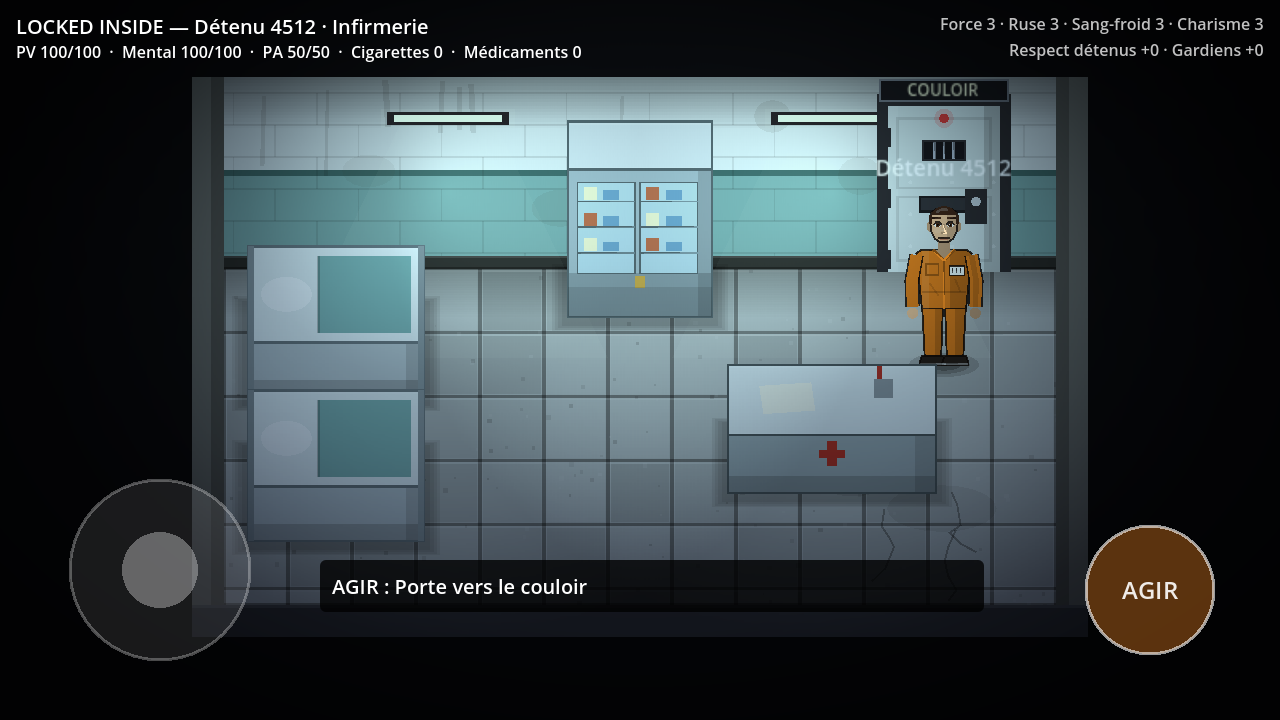 LOCKED INSIDE — Détenu 4512 · Infirmerie
PV 100/100 · Mental 100/100 · PA 50/50 · Cigarettes 0 · Médicaments 0
Force 3 · Ruse 3 · Sang-froid 3 · Charisme 3
Respect détenus +0 · Gardiens +0
COULOIR
Détenu 4512
AGIR : Porte vers le couloir
AGIR